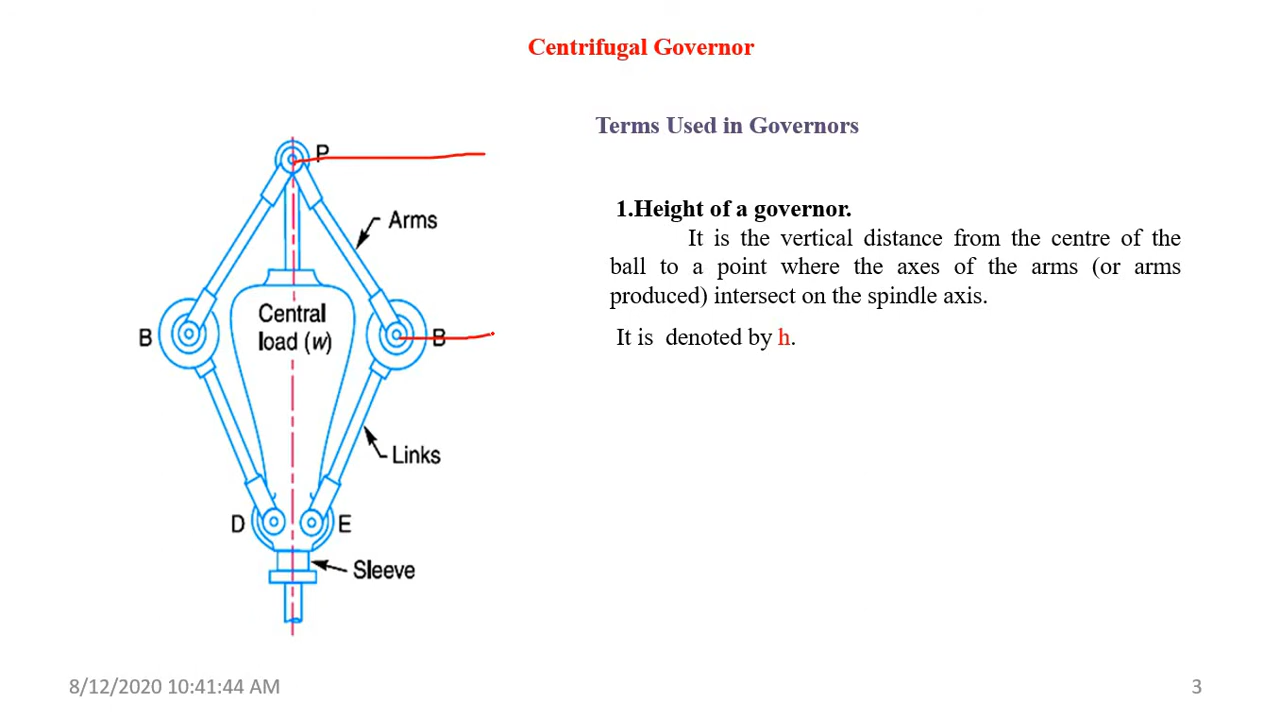 Centrifugal Governor
Terms Used in Governors
P
Arms
1.Height of a governor.
It is the vertical distance from the centre of the
ball to a point where the axes of the arms (or arms
produced) intersect on the spindle axis.
It is denoted by h.
Central
load (w)
B
B
Links
D
E
Sleeve
8/12/2020 10:41:44 AM
3